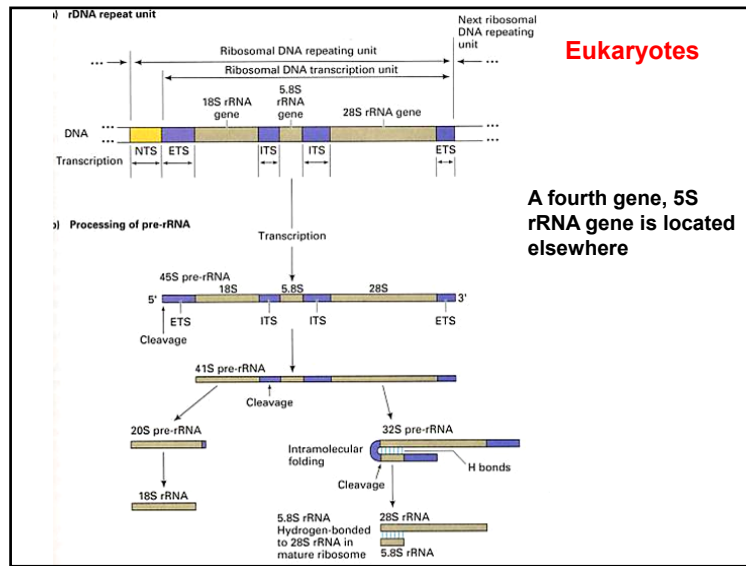 a) rDNA repeat unit
Next ribosomal
DNA repeating
unit
Eukaryotes
Ribosomal DNA repeating unit
... ...
Ribosomal DNA transcription unit
5.8S
rRNA
gene
18S rRNA
gene
28S rRNA gene
DNA
... ...
NTS ETS ITS ITS ETS
Transcription
A fourth gene, 5S
rRNA gene is located
elsewhere
b) Processing of pre-rRNA
Transcription
45S pre-rRNA
18S 5.8S 28S
5' 3'
ETS ITS ITS ETS
Cleavage
41S pre-rRNA
Cleavage
20S pre-rRNA
32S pre-rRNA
Intramolecular
folding
H bonds
Cleavage
18S rRNA
5.8S rRNA
Hydrogen-bonded
to 28S rRNA in
mature ribosome
28S rRNA
5.8S rRNA